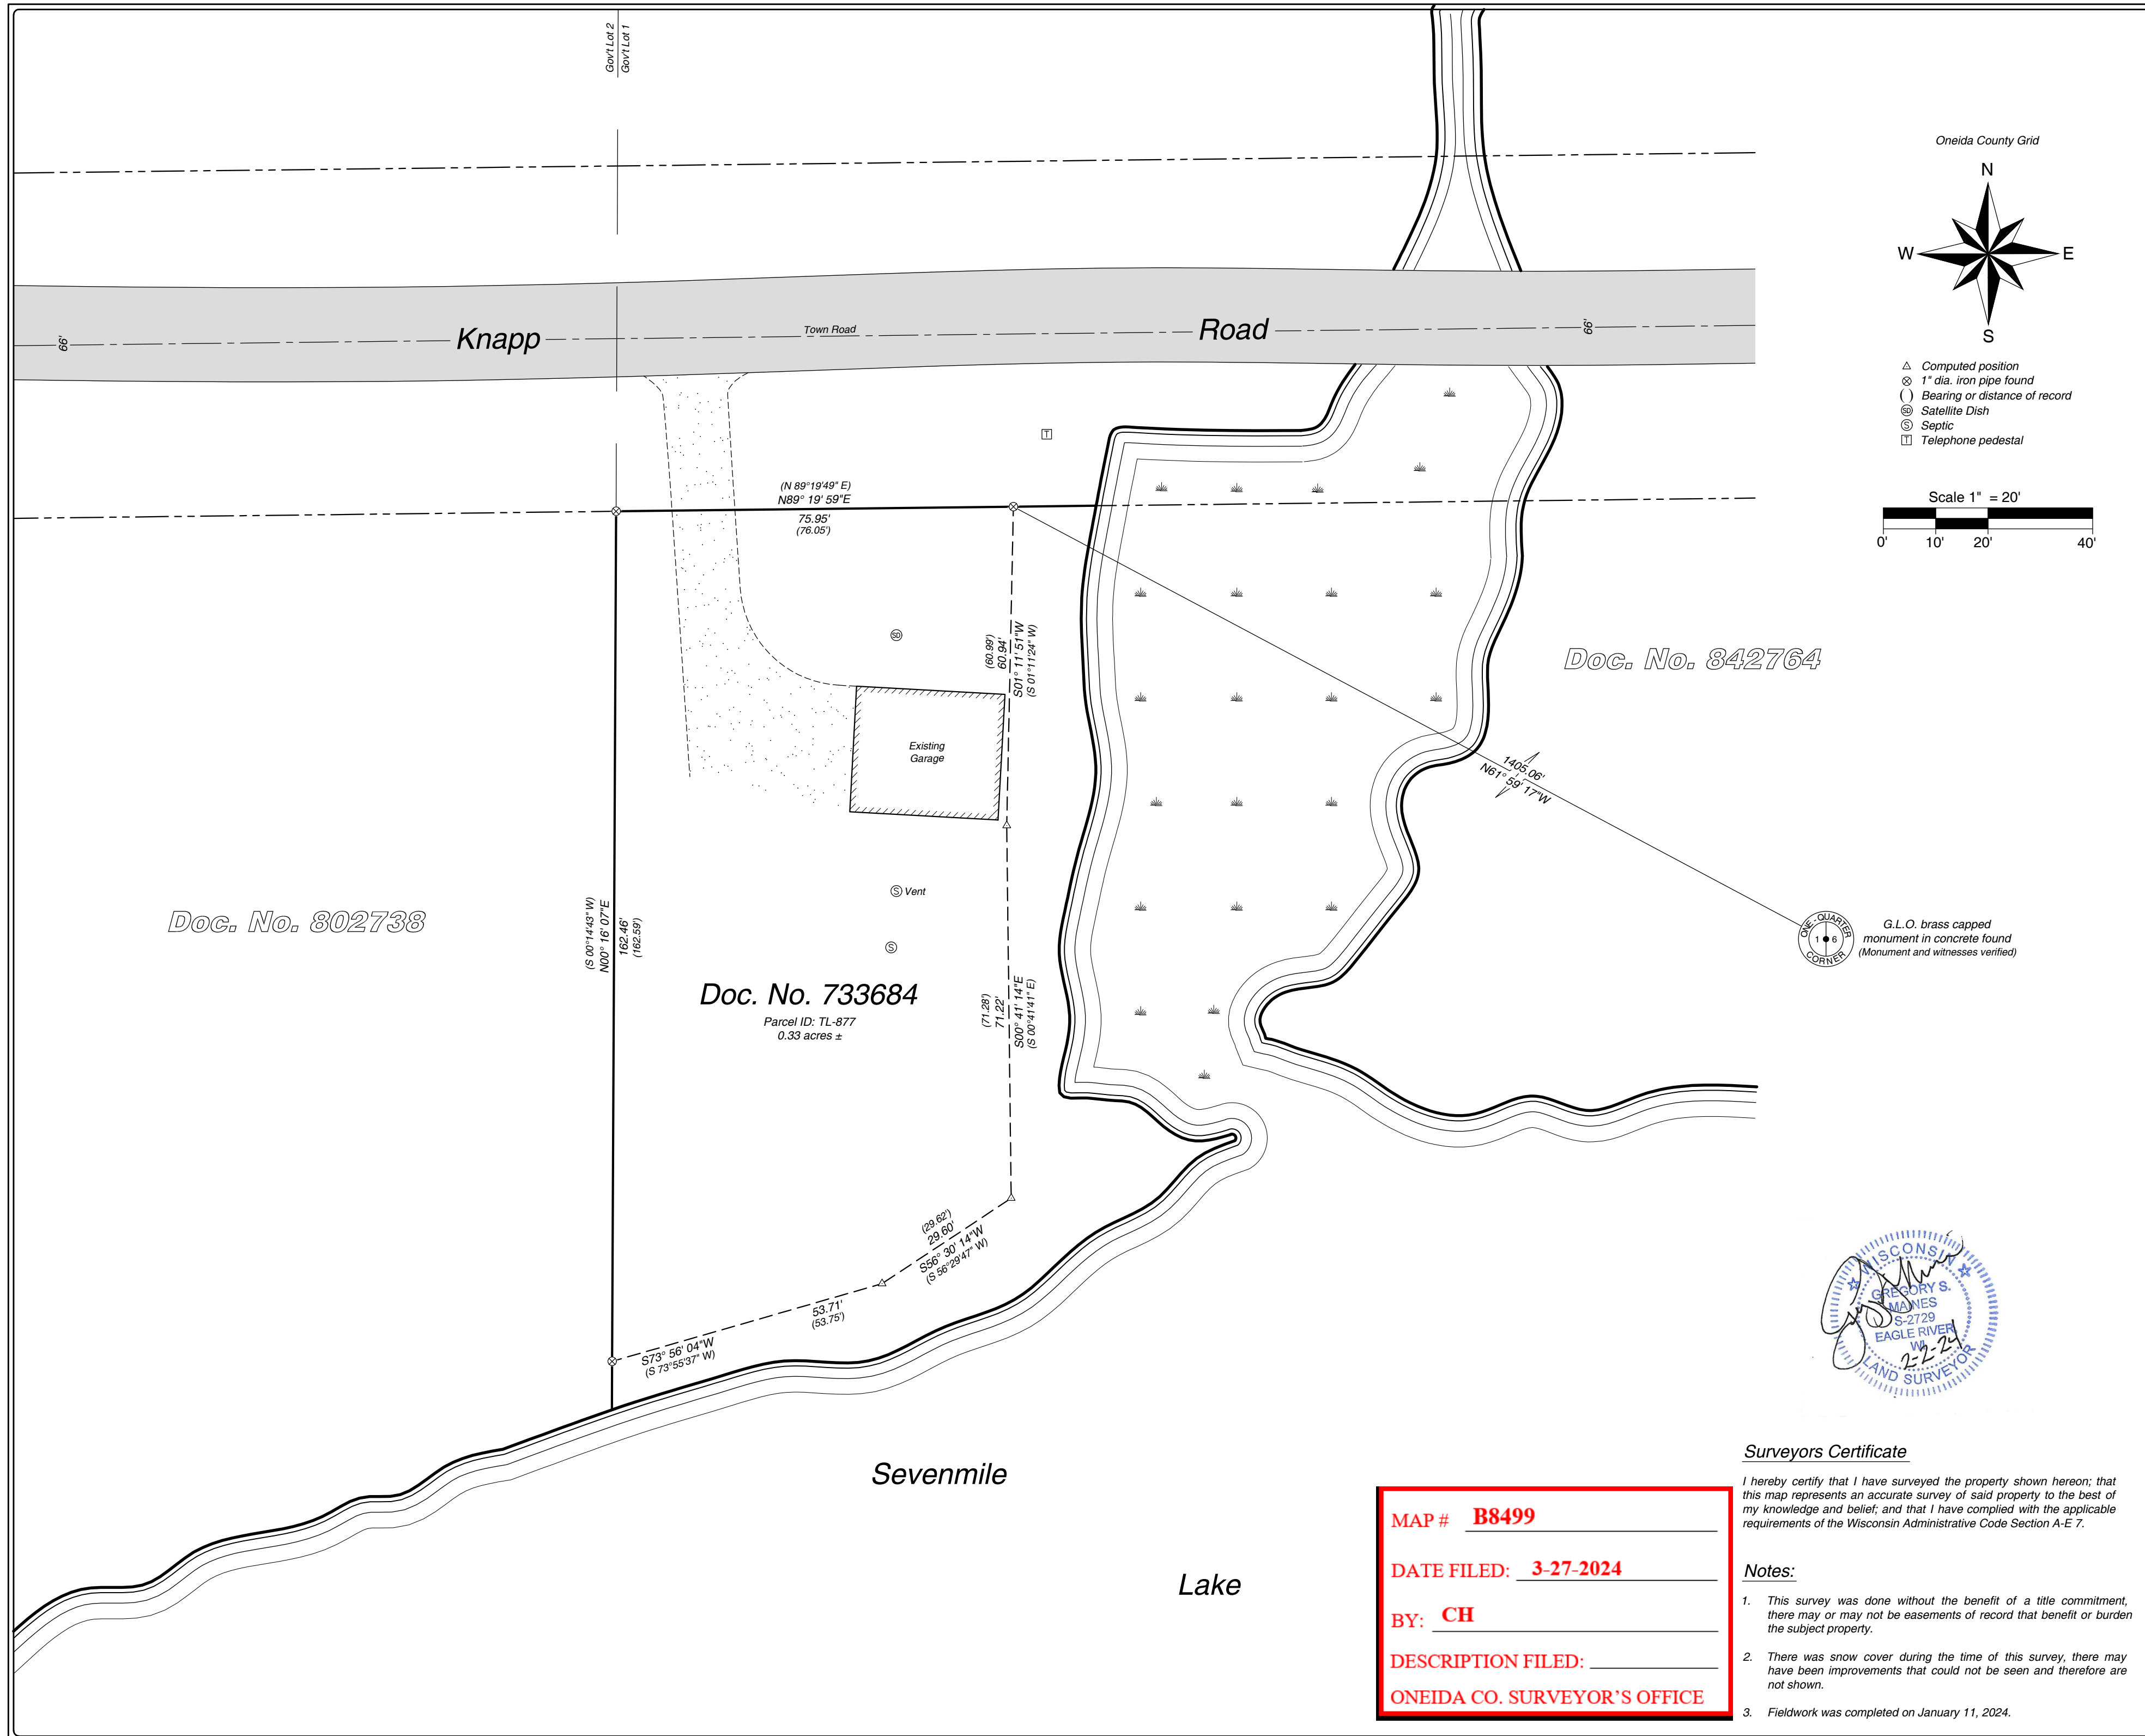 Gov't Lot 2
Gov't Lot 1
Oneida County Grid
N
W
E
S
66'
Knapp
Town Road
Road
66'
△ Computed position
⊗ 1" dia. iron pipe found
( ) Bearing or distance of record
SD Satellite Dish
S Septic
T Telephone pedestal
T
Scale 1" = 20'
0' 10' 20' 40'
(N 89°19'49" E)
N89° 19' 59"E
75.95'
(76.05')
SD
(60.99')
60.94'
S01° 11' 51"W
(S 01°11'24" W)
Doc. No. 842764
Existing
Garage
1405.06'
N61° 59' 17"W
S Vent
S
Doc. No. 802738
(S 00°14'43" W)
N00° 16' 07"E
162.46'
(162.59')
ONE-QUARTER
1 6
CORNER
G.L.O. brass capped
monument in concrete found
(Monument and witnesses verified)
Doc. No. 733684
Parcel ID: TL-877
0.33 acres ±
(71.28')
71.22'
S00° 41' 14"E
(S 00°41'41" E)
(29.62')
29.60'
S56° 30' 14"W
(S 56°29'47" W)
53.71'
(53.75')
S73° 56' 04"W
(S 73°55'37" W)
WISCONSIN
GREGORY S.
MAINES
S-2729
EAGLE RIVER
WI
2-2-24
LAND SURVEYOR
Sevenmile
Lake
MAP # B8499
DATE FILED: 3-27-2024
BY: CH
DESCRIPTION FILED:
ONEIDA CO. SURVEYOR'S OFFICE
Surveyors Certificate
I hereby certify that I have surveyed the property shown hereon; that
this map represents an accurate survey of said property to the best of
my knowledge and belief; and that I have complied with the applicable
requirements of the Wisconsin Administrative Code Section A-E 7.
Notes:
1. This survey was done without the benefit of a title commitment,
there may or may not be easements of record that benefit or burden
the subject property.
2. There was snow cover during the time of this survey, there may
have been improvements that could not be seen and therefore are
not shown.
3. Fieldwork was completed on January 11, 2024.